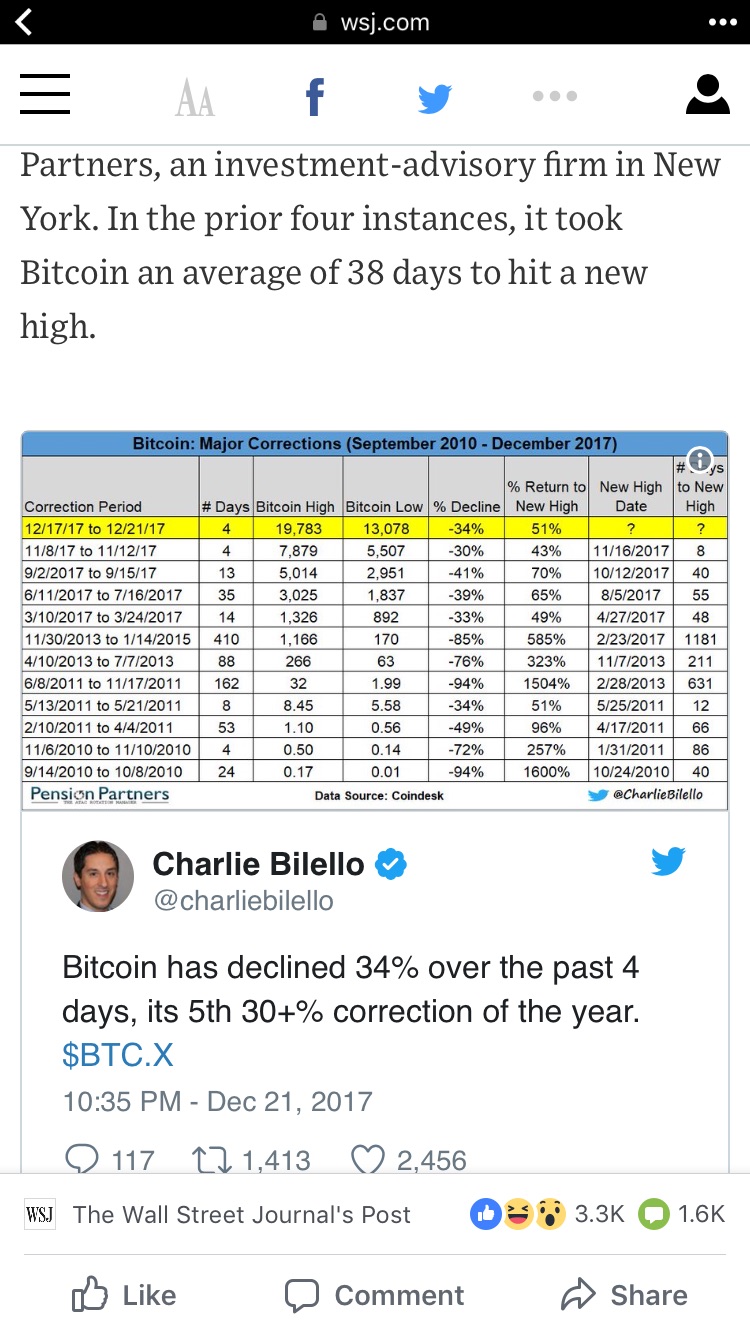 wsj.com
AA
Partners, an investment-advisory firm in New
York. In the prior four instances, it took
Bitcoin an average of 38 days to hit a new
high.
Bitcoin: Major Corrections (September 2010 - December 2017)
Correction Period # Days Bitcoin High Bitcoin Low % Decline % Return to New High New High Date # to New High
12/17/17 to 12/21/17 4 19,783 13,078 -34% 51% ? ?
11/8/17 to 11/12/17 4 7,879 5,507 -30% 43% 11/16/2017 8
9/2/2017 to 9/15/17 13 5,014 2,951 -41% 70% 10/12/2017 40
6/11/2017 to 7/16/2017 35 3,025 1,837 -39% 65% 8/5/2017 55
3/10/2017 to 3/24/2017 14 1,326 892 -33% 49% 4/27/2017 48
11/30/2013 to 1/14/2015 410 1,166 170 -85% 585% 2/23/2017 1181
4/10/2013 to 7/7/2013 88 266 63 -76% 323% 11/7/2013 211
6/8/2011 to 11/17/2011 162 32 1.99 -94% 1504% 2/28/2013 631
5/13/2011 to 5/21/2011 8 8.45 5.58 -34% 51% 5/25/2011 12
2/10/2011 to 4/4/2011 53 1.10 0.56 -49% 96% 4/17/2011 66
11/6/2010 to 11/10/2010 4 0.50 0.14 -72% 257% 1/31/2011 86
9/14/2010 to 10/8/2010 24 0.17 0.01 -94% 1600% 10/24/2010 40
Pension Partners Data Source: Coindesk @CharlieBilello
Charlie Bilello
@charliebilello
Bitcoin has declined 34% over the past 4
days, its 5th 30+% correction of the year.
$BTC.X
10:35 PM - Dec 21, 2017
117 1,413 2,456
WSJ The Wall Street Journal's Post 3.3K 1.6K
Like Comment Share